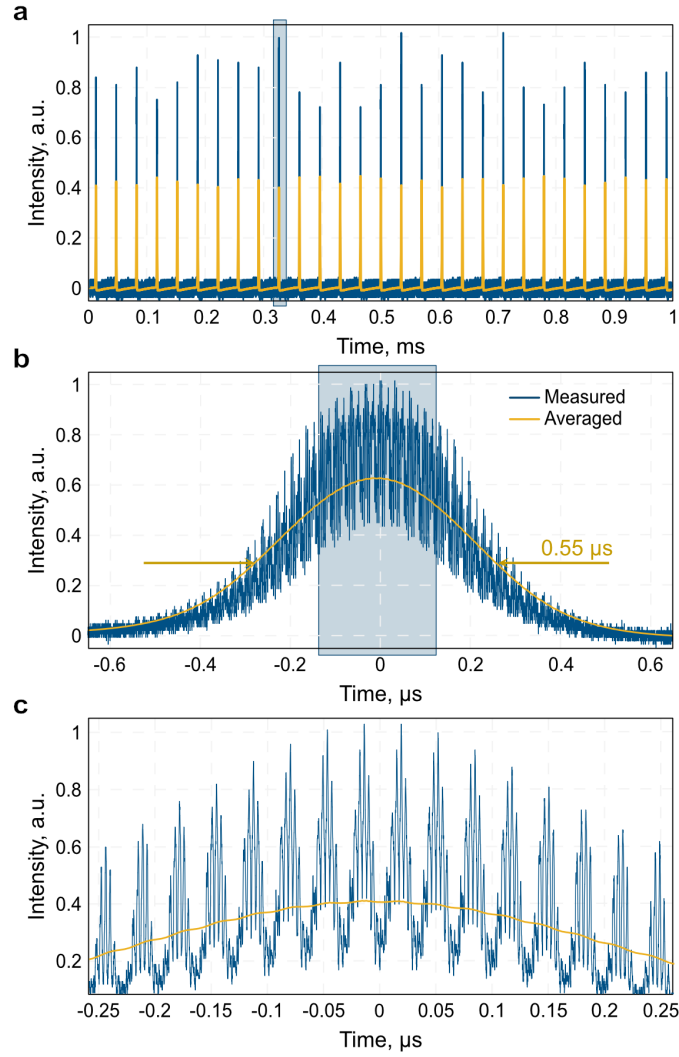 a
1
0.8
0.6
0.4
0.2
0
Intensity, a.u.
0 0.1 0.2 0.3 0.4 0.5 0.6 0.7 0.8 0.9 1
Time, ms
b
1
0.8
0.6
0.4
0.2
0
Intensity, a.u.
Measured
Averaged
0.55 µs
-0.6 -0.4 -0.2 0 0.2 0.4 0.6
Time, µs
c
1
0.8
0.6
0.4
0.2
Intensity, a.u.
-0.25 -0.2 -0.15 -0.1 -0.05 0 0.05 0.1 0.15 0.2 0.25
Time, µs